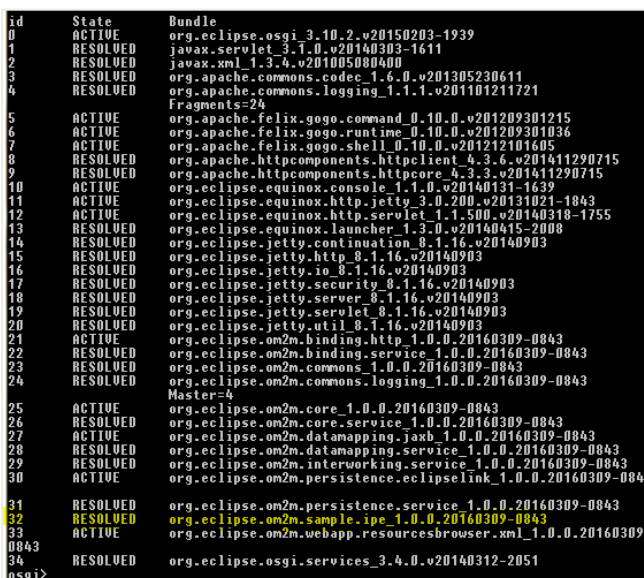 id State Bundle
0 ACTIVE org.eclipse.osgi_3.10.2.v20150203-1939
1 RESOLVED javax.servlet_3.1.0.v20140303-1611
2 RESOLVED javax.xml_1.3.4.v201005080400
3 RESOLVED org.apache.commons.codec_1.6.0.v201305230611
4 RESOLVED org.apache.commons.logging_1.1.1.v201101211721
Fragments=24
5 ACTIVE org.apache.felix.gogo.command_0.10.0.v201209301215
6 ACTIVE org.apache.felix.gogo.runtime_0.10.0.v201209301036
7 ACTIVE org.apache.felix.gogo.shell_0.10.0.v201212101605
8 RESOLVED org.apache.httpcomponents.httpclient_4.3.6.v201411290715
9 RESOLVED org.apache.httpcomponents.httpcore_4.3.3.v201411290715
10 ACTIVE org.eclipse.equinox.console_1.1.0.v20140131-1639
11 ACTIVE org.eclipse.equinox.http.jetty_3.0.200.v20131021-1843
12 ACTIVE org.eclipse.equinox.http.servlet_1.1.500.v20140318-1755
13 RESOLVED org.eclipse.equinox.launcher_1.3.0.v20140415-2008
14 RESOLVED org.eclipse.jetty.continuation_8.1.16.v20140903
15 RESOLVED org.eclipse.jetty.http_8.1.16.v20140903
16 RESOLVED org.eclipse.jetty.io_8.1.16.v20140903
17 RESOLVED org.eclipse.jetty.security_8.1.16.v20140903
18 RESOLVED org.eclipse.jetty.server_8.1.16.v20140903
19 RESOLVED org.eclipse.jetty.servlet_8.1.16.v20140903
20 RESOLVED org.eclipse.jetty.util_8.1.16.v20140903
21 ACTIVE org.eclipse.om2m.binding.http_1.0.0.20160309-0843
22 RESOLVED org.eclipse.om2m.binding.service_1.0.0.20160309-0843
23 RESOLVED org.eclipse.om2m.commons_1.0.0.20160309-0843
24 RESOLVED org.eclipse.om2m.commons.logging_1.0.0.20160309-0843
Master=4
25 ACTIVE org.eclipse.om2m.core_1.0.0.20160309-0843
26 RESOLVED org.eclipse.om2m.core.service_1.0.0.20160309-0843
27 ACTIVE org.eclipse.om2m.datamapping.jaxb_1.0.0.20160309-0843
28 RESOLVED org.eclipse.om2m.datamapping.service_1.0.0.20160309-0843
29 RESOLVED org.eclipse.om2m.interworking.service_1.0.0.20160309-0843
30 ACTIVE org.eclipse.om2m.persistence.eclipselink_1.0.0.20160309-084
31 RESOLVED org.eclipse.om2m.persistence.service_1.0.0.20160309-0843
32 RESOLVED org.eclipse.om2m.sample.ipe_1.0.0.20160309-0843
33 ACTIVE org.eclipse.om2m.webapp.resourcesbrowser.xml_1.0.0.20160309
0843
34 RESOLVED org.eclipse.osgi.services_3.4.0.v20140312-2051
osgi>